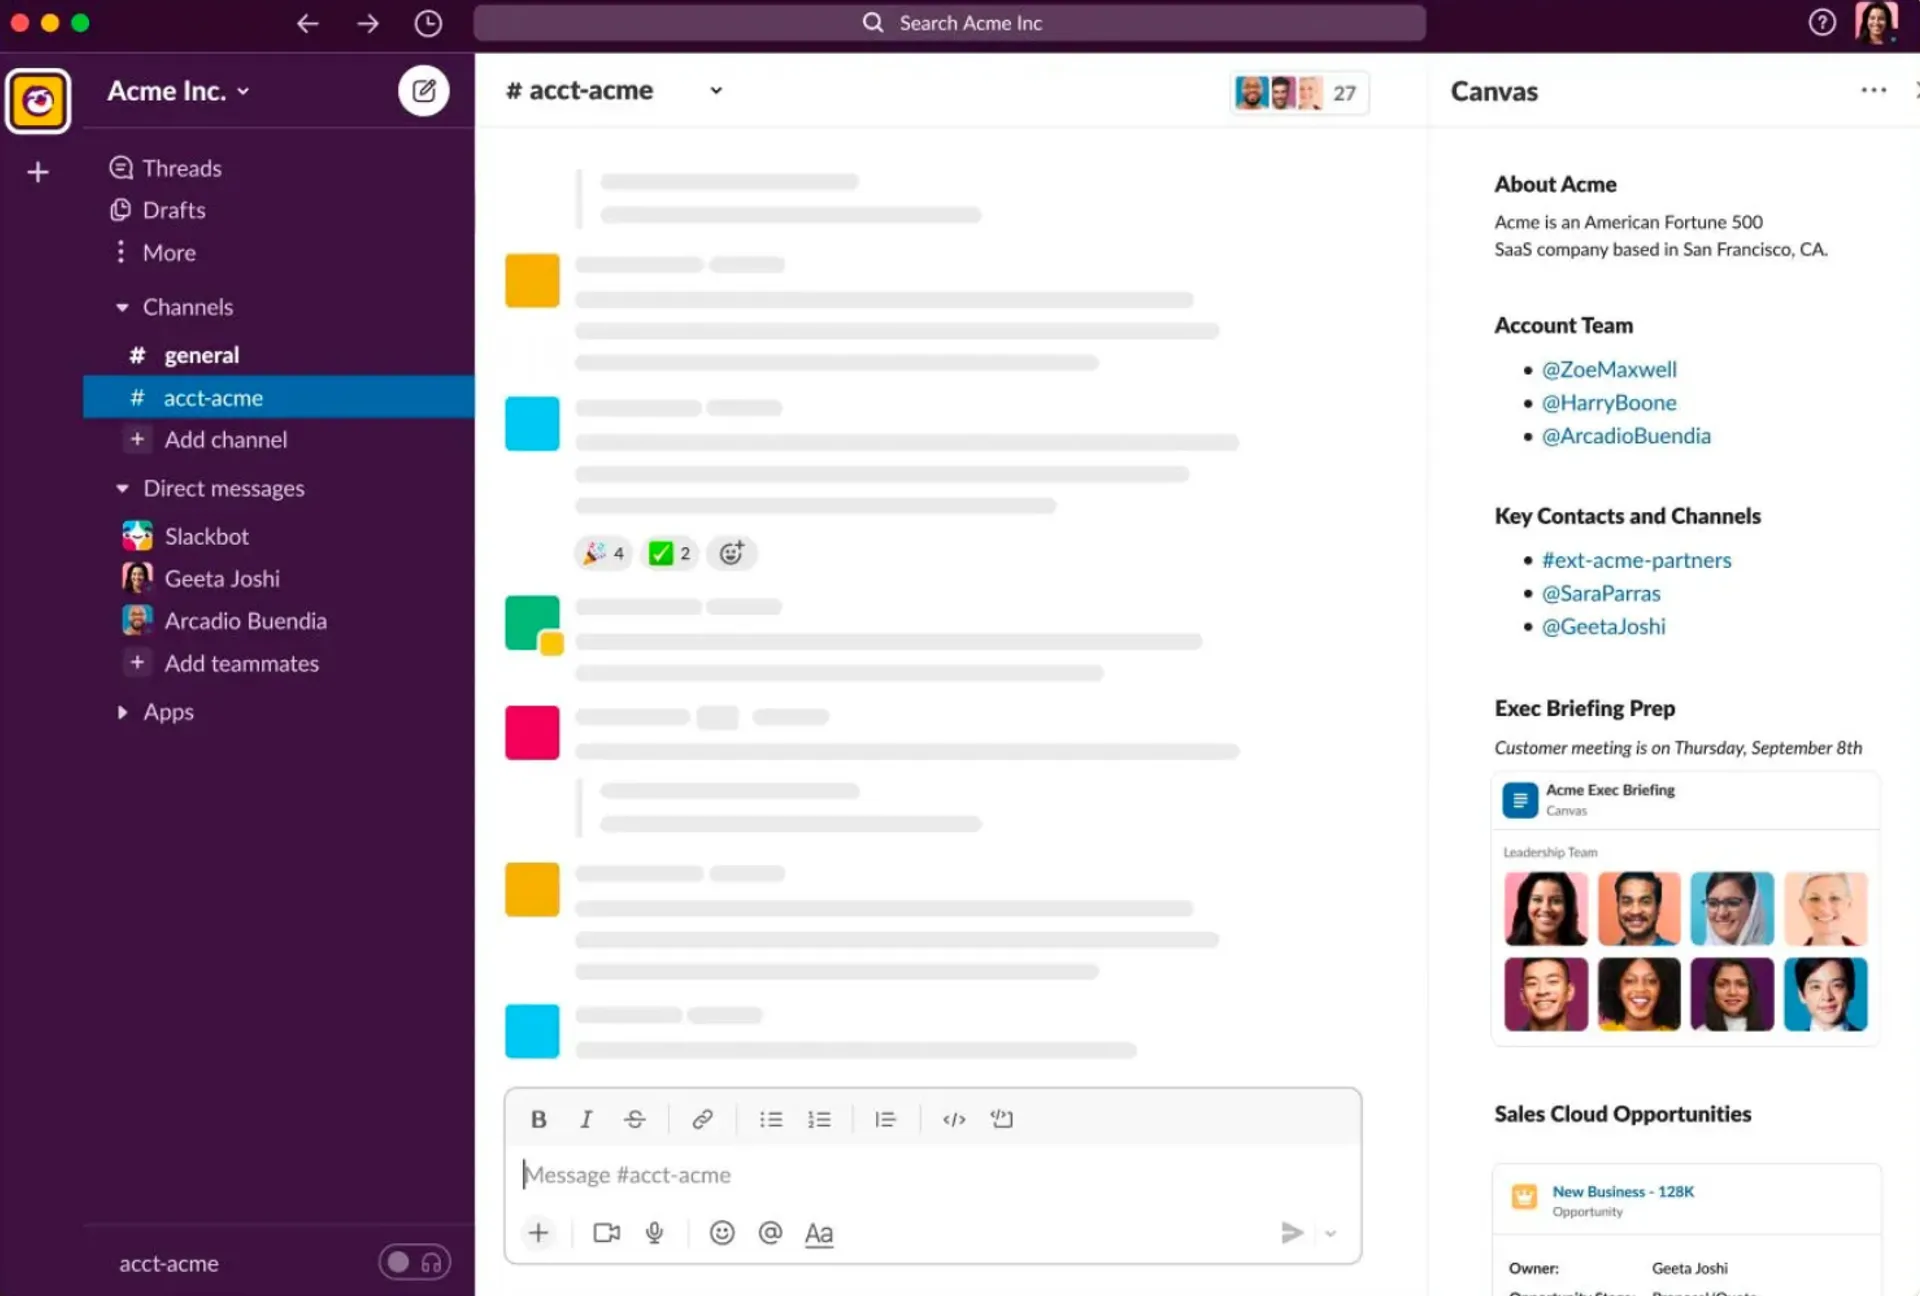 Search Acme Inc
Acme Inc.
Threads
Drafts
More
Channels
# general
# acct-acme
+ Add channel
Direct messages
Slackbot
Geeta Joshi
Arcadio Buendia
+ Add teammates
Apps
acct-acme
# acct-acme
27
4
2
B I S
Message #acct-acme
Aa
Canvas
About Acme
Acme is an American Fortune 500
SaaS company based in San Francisco, CA.
Account Team
@ZoeMaxwell
@HarryBoone
@ArcadioBuendia
Key Contacts and Channels
#ext-acme-partners
@SaraParras
@GeetaJoshi
Exec Briefing Prep
Customer meeting is on Thursday, September 8th
Acme Exec Briefing
Canvas
Leadership Team
Sales Cloud Opportunities
New Business - 128K
Opportunity
Owner: Geeta Joshi